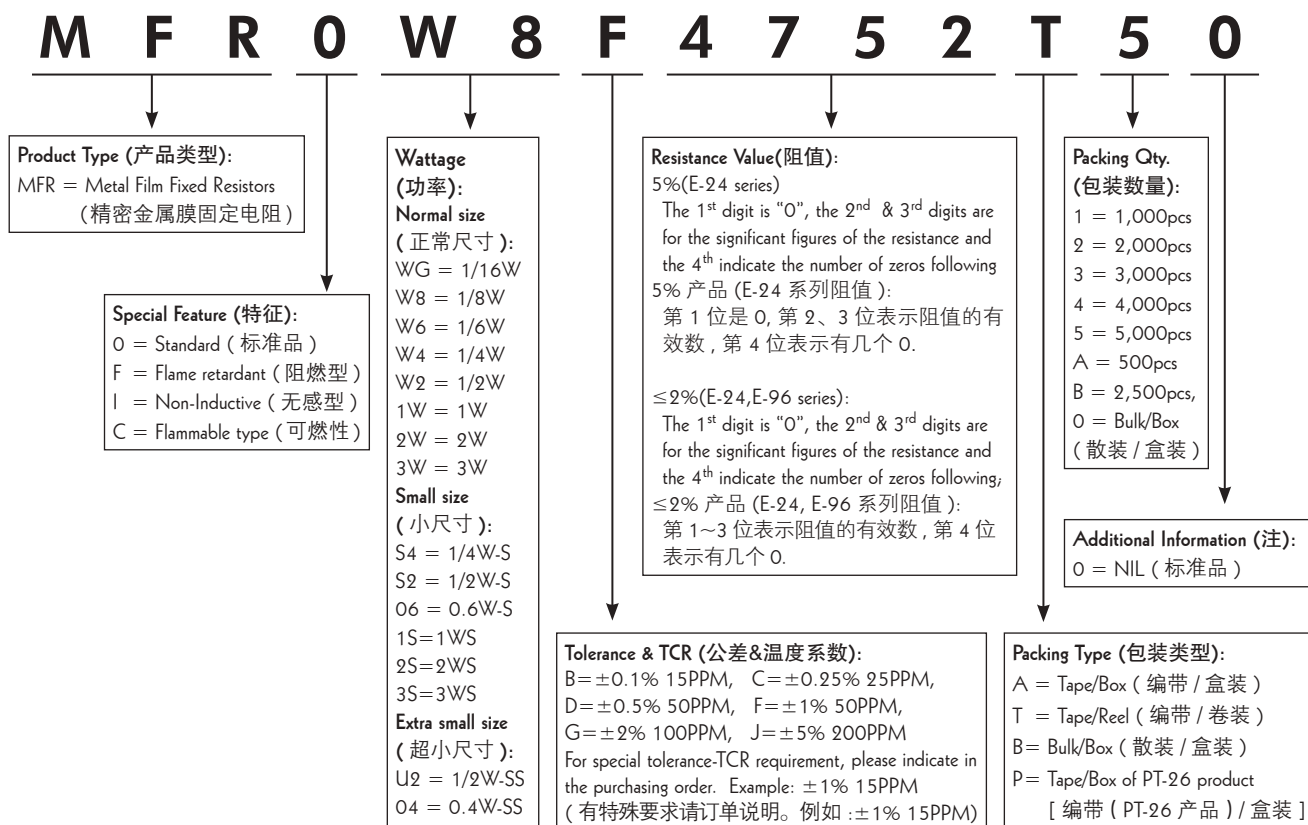 M F R 0 W 8 F 4 7 5 2 T 5 0
Product Type (产品类型):
MFR = Metal Film Fixed Resistors
(精密金属膜固定电阻)
Special Feature (特征):
0 = Standard (标准品)
F = Flame retardant (阻燃型)
I = Non-Inductive (无感型)
C = Flammable type (可燃性)
Wattage
(功率):
Normal size
(正常尺寸):
WG = 1/16W
W8 = 1/8W
W6 = 1/6W
W4 = 1/4W
W2 = 1/2W
1W = 1W
2W = 2W
3W = 3W
Small size
(小尺寸):
S4 = 1/4W-S
S2 = 1/2W-S
06 = 0.6W-S
1S=1WS
2S=2WS
3S=3WS
Extra small size
(超小尺寸):
U2 = 1/2W-SS
04 = 0.4W-SS
Tolerance & TCR (公差&温度系数):
B=±0.1% 15PPM, C=±0.25% 25PPM,
D=±0.5% 50PPM, F=±1% 50PPM,
G=±2% 100PPM, J=±5% 200PPM
For special tolerance-TCR requirement, please indicate in
the purchasing order. Example: ±1% 15PPM
(有特殊要求请订单说明。例如:±1% 15PPM)
Resistance Value(阻值):
5%(E-24 series)
The 1st digit is “0”, the 2nd & 3rd digits are
for the significant figures of the resistance and
the 4th indicate the number of zeros following
5% 产品 (E-24 系列阻值):
第 1 位是 0, 第 2、3 位表示阻值的有
效数, 第 4 位表示有几个 0.
≤2%(E-24,E-96 series):
The 1st digit is “0”, the 2nd & 3rd digits are
for the significant figures of the resistance and
the 4th indicate the number of zeros following;
≤2% 产品 (E-24, E-96 系列阻值):
第 1~3 位表示阻值的有效数, 第 4 位
表示有几个 0.
Packing Type (包装类型):
A = Tape/Box (编带/盒装)
T = Tape/Reel (编带/卷装)
B= Bulk/Box (散装/盒装)
P= Tape/Box of PT-26 product
[编带(PT-26 产品)/盒装]
Packing Qty.
(包装数量):
1 = 1,000pcs
2 = 2,000pcs
3 = 3,000pcs
4 = 4,000pcs
5 = 5,000pcs
A = 500pcs
B = 2,500pcs,
0 = Bulk/Box
(散装/盒装)
Additional Information (注):
0 = NIL (标准品)